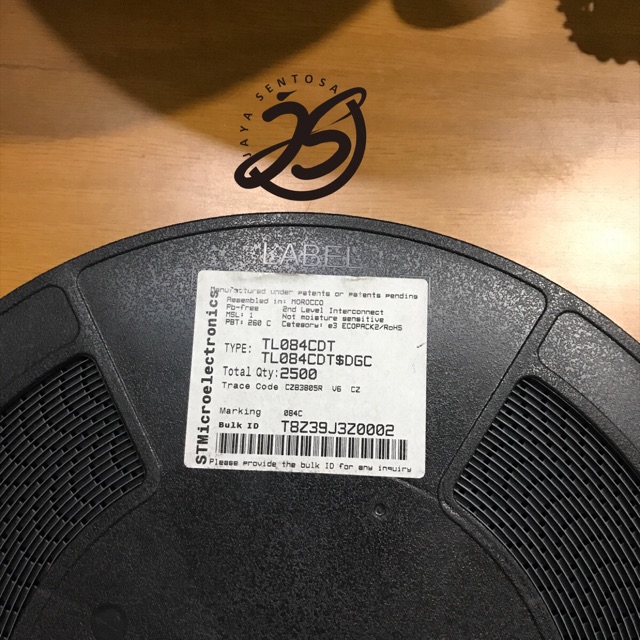 JAYA SENTOSA
JS
LABEL
STMicroelectronics
Manufactured under patents or patents pending
Assembled in: MOROCCO
Pb-free 2nd Level Interconnect
MSL: 1 Not moisture sensitive
PBT: 260 C Category: e3 ECOPACK2/RoHS
TYPE: TL084CDT
TL084CDT$DGC
Total Qty: 2500
Trace Code CZ83805R V6 CZ
Marking 084C
Bulk ID T8Z39J3Z0002
Please provide the bulk ID for any inquiry